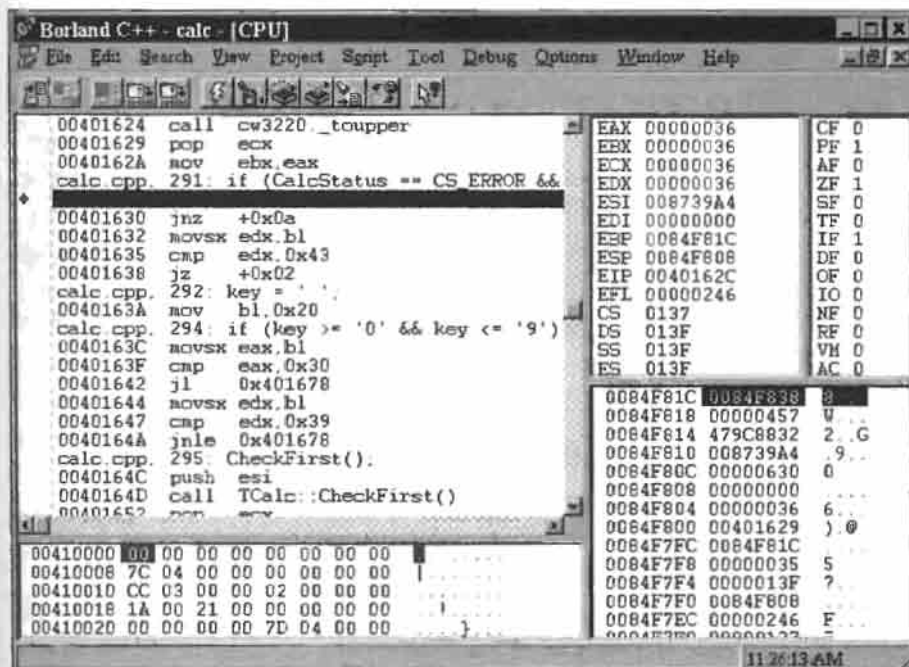 Borland C++ - calc - [CPU]
File Edit Search View Project Script Tool Debug Options Window Help
00401624 call cw3220._toupper
00401629 pop ecx
0040162A mov ebx,eax
calc.cpp. 291: if (CalcStatus == CS_ERROR &&
00401630 jnz +0x0a
00401632 movsx edx,bl
00401635 cmp edx,0x43
00401638 jz +0x02
calc.cpp. 292: key = ' ';
0040163A mov bl,0x20
calc.cpp. 294: if (key >= '0' && key <= '9')
0040163C movsx eax,bl
0040163F cmp eax,0x30
00401642 jl 0x401678
00401644 movsx edx,bl
00401647 cmp edx,0x39
0040164A jnle 0x401678
calc.cpp. 295: CheckFirst();
0040164C push esi
0040164D call TCalc::CheckFirst()
00401652 pop ecx
EAX 00000036
EBX 00000036
ECX 00000036
EDX 00000036
ESI 008739A4
EDI 00000000
EBP 0084F81C
ESP 0084F808
EIP 0040162C
EFL 00000246
CS 0137
DS 013F
SS 013F
ES 013F
CF 0
PF 1
AF 0
ZF 1
SF 0
TF 0
IF 1
DF 0
OF 0
IO 0
NF 0
RF 0
VM 0
AC 0
00410000 00 00 00 00 00 00 00 00
00410008 7C 04 00 00 00 00 00 00 |.......
00410010 CC 03 00 00 02 00 00 00
00410018 1A 00 21 00 00 00 00 00 ..!.....
00410020 00 00 00 00 7D 04 00 00 ....}...
0084F81C 0084F838 8...
0084F818 00000457 W...
0084F814 479C8832 2..G
0084F810 008739A4 .9..
0084F80C 00000630 0...
0084F808 00000000 ....
0084F804 00000036 6...
0084F800 00401629 ).@.
0084F7FC 0084F81C ....
0084F7F8 00000035 5...
0084F7F4 0000013F ?...
0084F7F0 0084F808 ....
0084F7EC 00000246 F...
11:26:13 AM